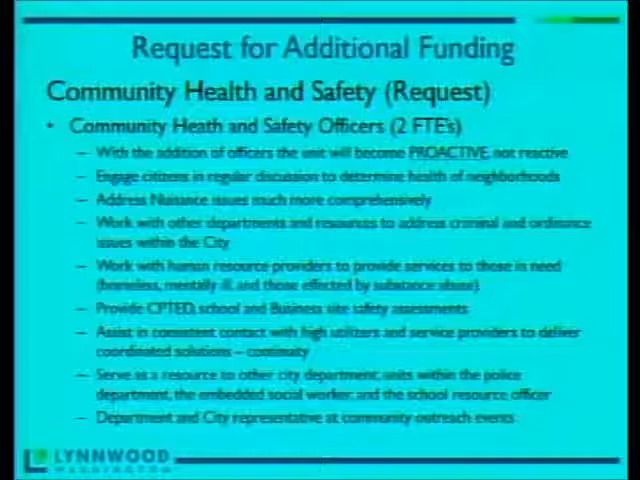 Request for Additional Funding
Community Health and Safety (Request)
• Community Heath and Safety Officers (2 FTE's)
– With the addition of officers the unit will become PROACTIVE, not reactive
– Engage citizens in regular discussion to determine health of neighborhoods
– Address Nuisance issues much more comprehensively
– Work with other departments and resources to address criminal and ordinance
issues within the City
– Work with human resource providers to provide services to those in need
(homeless, mentally ill, and those effected by substance abuse)
– Provide CPTED, school and Business site safety assessments
– Assist in consistent contact with high utilizers and service providers to deliver
coordinated solutions – continuity
– Serve as a resource to other city department, units within the police
department, the embedded social worker, and the school resource officer
– Department and City representative at community outreach events
LYNNWOOD
WASHINGTON